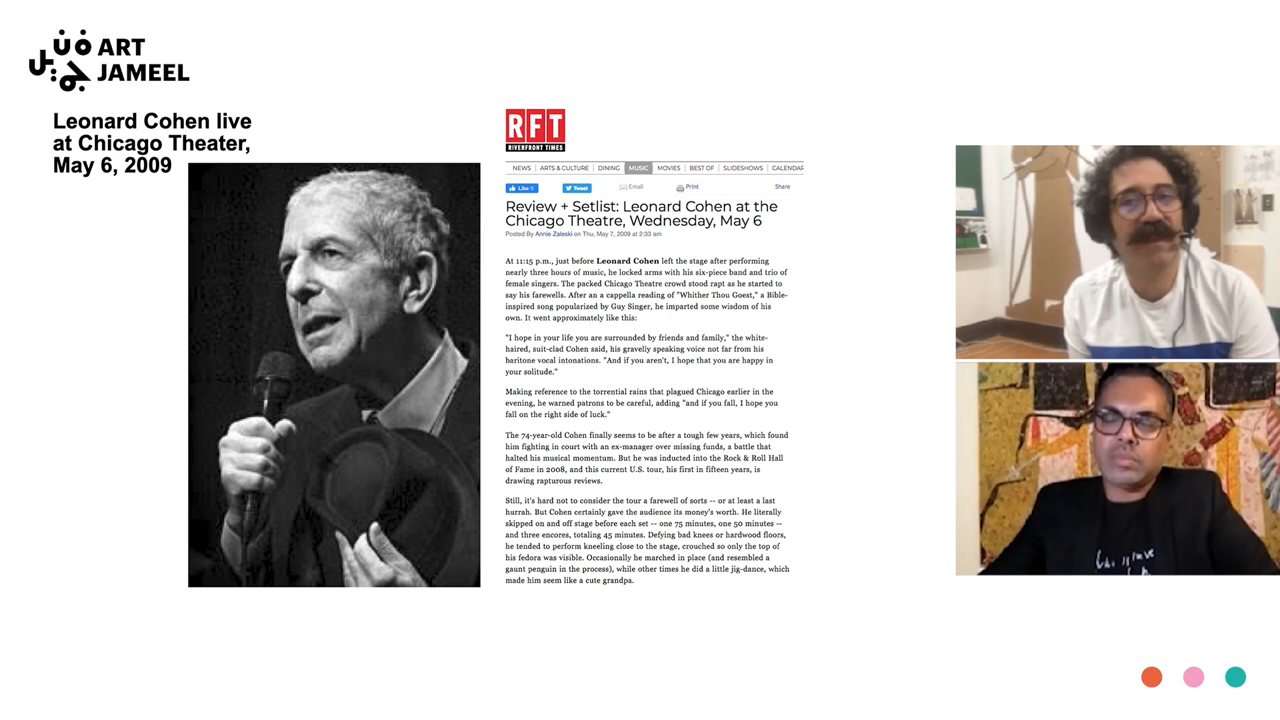 فن
جميل
ART
JAMEEL
Leonard Cohen live
at Chicago Theater,
May 6, 2009
RFT
RIVERFRONT TIMES
NEWS | ARTS & CULTURE | DINING | MUSIC | MOVIES | BEST OF | SLIDESHOWS | CALENDAR
Like 0 Tweet Email Print Share
Review + Setlist: Leonard Cohen at the
Chicago Theatre, Wednesday, May 6
Posted By Annie Zaleski on Thu, May 7, 2009 at 2:33 am
At 11:15 p.m., just before Leonard Cohen left the stage after performing
nearly three hours of music, he locked arms with his six-piece band and trio of
female singers. The packed Chicago Theatre crowd stood rapt as he started to
say his farewells. After an a cappella reading of "Whither Thou Goest," a Bible-
inspired song popularized by Guy Singer, he imparted some wisdom of his
own. It went approximately like this:
"I hope in your life you are surrounded by friends and family," the white-
haired, suit-clad Cohen said, his gravelly speaking voice not far from his
baritone vocal intonations. "And if you aren't, I hope that you are happy in
your solitude."
Making reference to the torrential rains that plagued Chicago earlier in the
evening, he warned patrons to be careful, adding "and if you fall, I hope you
fall on the right side of luck."
The 74-year-old Cohen finally seems to be after a tough few years, which found
him fighting in court with an ex-manager over missing funds, a battle that
halted his musical momentum. But he was inducted into the Rock & Roll Hall
of Fame in 2008, and this current U.S. tour, his first in fifteen years, is
drawing rapturous reviews.
Still, it's hard not to consider the tour a farewell of sorts -- or at least a last
hurrah. But Cohen certainly gave the audience its money's worth. He literally
skipped on and off stage before each set -- one 75 minutes, one 50 minutes --
and three encores, totaling 45 minutes. Defying bad knees or hardwood floors,
he tended to perform kneeling close to the stage, crouched so only the top of
his fedora was visible. Occasionally he marched in place (and resembled a
gaunt penguin in the process), while other times he did a little jig-dance, which
made him seem like a cute grandpa.